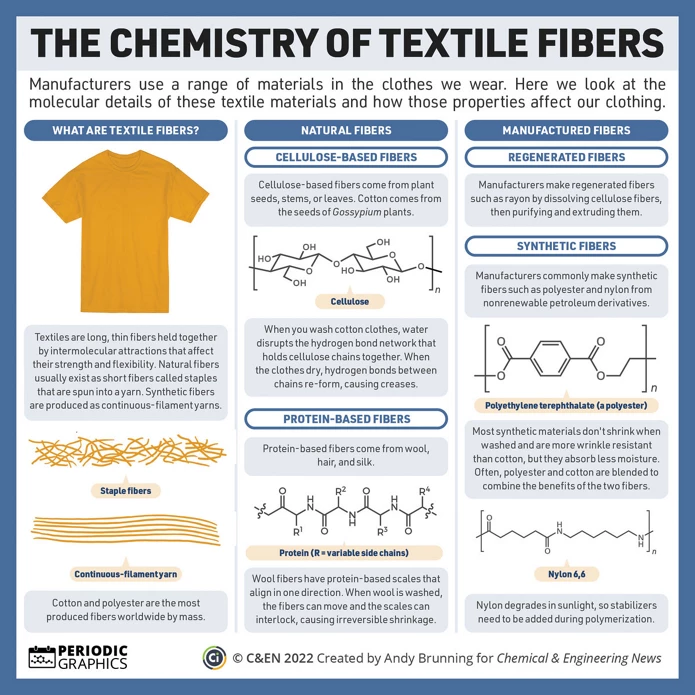 THE CHEMISTRY OF TEXTILE FIBERS
Manufacturers use a range of materials in the clothes we wear. Here we look at the
molecular details of these textile materials and how those properties affect our clothing.
WHAT ARE TEXTILE FIBERS?
Textiles are long, thin fibers held together
by intermolecular attractions that affect
their strength and flexibility. Natural fibers
usually exist as short fibers called staples
that are spun into a yarn. Synthetic fibers
are produced as continuous-filament yarns.
Staple fibers
Continuous-filament yarn
Cotton and polyester are the most
produced fibers worldwide by mass.
NATURAL FIBERS
CELLULOSE-BASED FIBERS
Cellulose-based fibers come from plant
seeds, stems, or leaves. Cotton comes from
the seeds of Gossypium plants.
OH
OH
HO
O
O
O
O
HO
OH
OH
n
Cellulose
When you wash cotton clothes, water
disrupts the hydrogen bond network that
holds cellulose chains together. When
the clothes dry, hydrogen bonds between
chains re-form, causing creases.
PROTEIN-BASED FIBERS
Protein-based fibers come from wool,
hair, and silk.
O
H
N
R²
O
H
N
R⁴
R¹
O
N
H
R³
O
Protein (R = variable side chains)
Wool fibers have protein-based scales that
align in one direction. When wool is washed,
the fibers can move and the scales can
interlock, causing irreversible shrinkage.
MANUFACTURED FIBERS
REGENERATED FIBERS
Manufacturers make regenerated fibers
such as rayon by dissolving cellulose fibers,
then purifying and extruding them.
SYNTHETIC FIBERS
Manufacturers commonly make synthetic
fibers such as polyester and nylon from
nonrenewable petroleum derivatives.
O
O
O
O
n
Polyethylene terephthalate (a polyester)
Most synthetic materials don't shrink when
washed and are more wrinkle resistant
than cotton, but they absorb less moisture.
Often, polyester and cotton are blended to
combine the benefits of the two fibers.
O
H
N
O
N
H
n
Nylon 6,6
Nylon degrades in sunlight, so stabilizers
need to be added during polymerization.
PERIODIC
GRAPHICS
Ci
© C&EN 2022 Created by Andy Brunning for Chemical & Engineering News